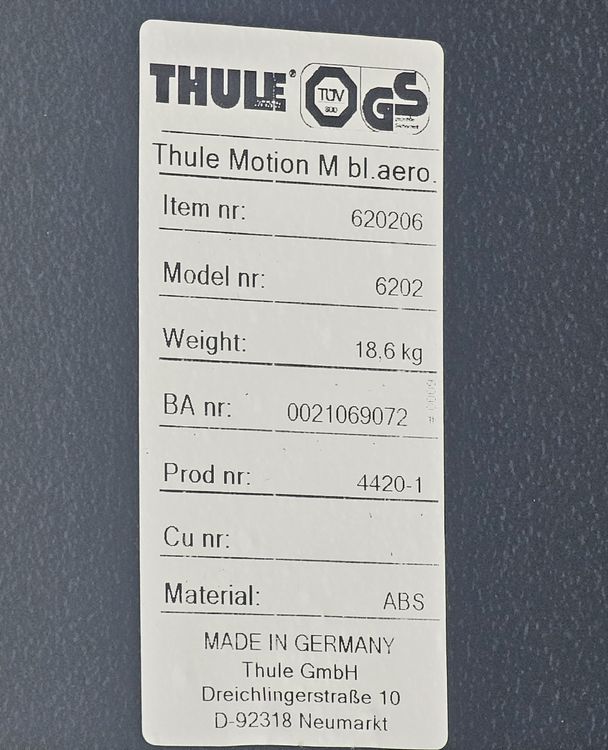 THULE® TÜV SÜD GS
Thule Motion M bl.aero.
Item nr: 620206
Model nr: 6202
Weight: 18,6 kg
BA nr: 0021069072
Prod nr: 4420-1
Cu nr:
Material: ABS
MADE IN GERMANY
Thule GmbH
Dreichlingerstraße 10
D-92318 Neumarkt